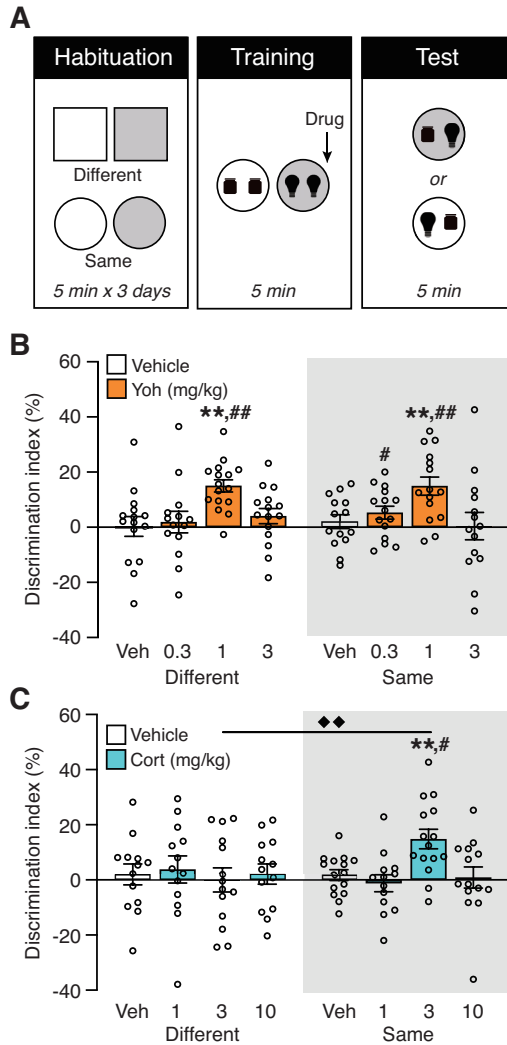 A
Habituation
Training
Test
Different
Same
5 min x 3 days
Drug
5 min
or
5 min
B
Discrimination index (%)
60
40
20
0
-20
-40
Vehicle
Yoh (mg/kg)
**,##
#
**,##
Veh 0.3 1 3 Veh 0.3 1 3
Different Same
C
Discrimination index (%)
60
40
20
0
-20
-40
Vehicle
Cort (mg/kg)
◆◆
**,#
Veh 1 3 10 Veh 1 3 10
Different Same